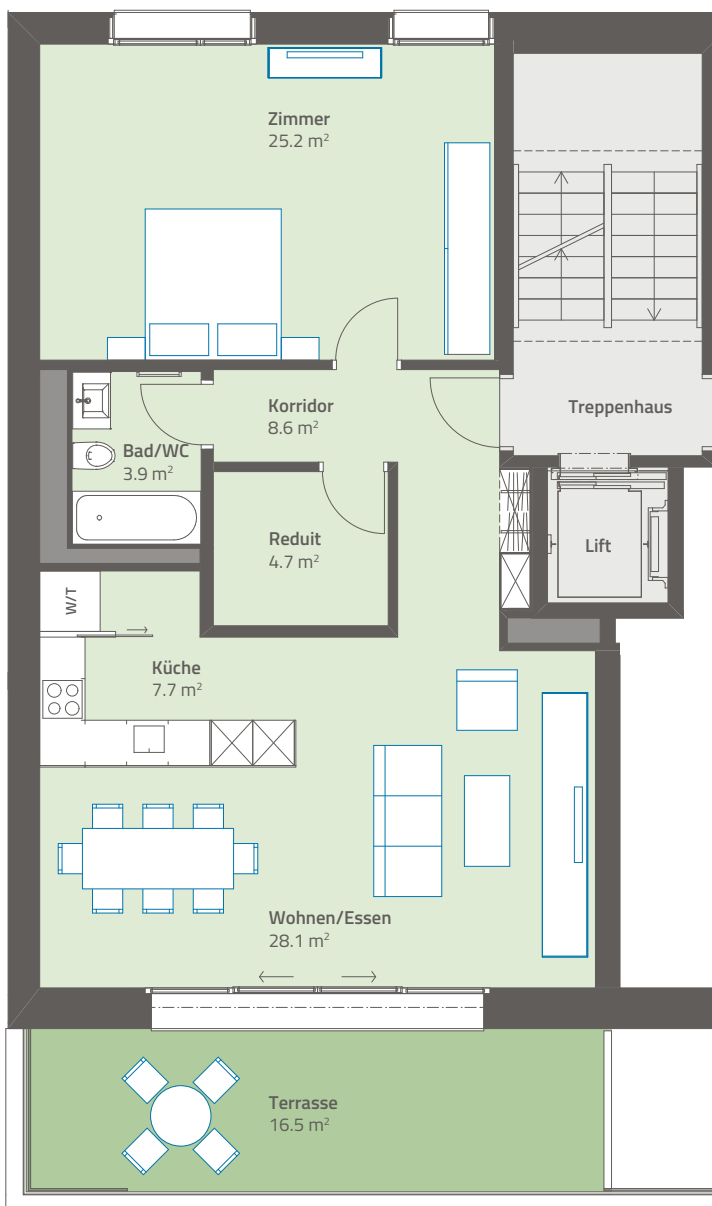 Zimmer
25.2 m²
Korridor
8.6 m²
Treppenhaus
Bad/WC
3.9 m²
Reduit
4.7 m²
Lift
W/T
Küche
7.7 m²
Wohnen/Essen
28.1 m²
Terrasse
16.5 m²